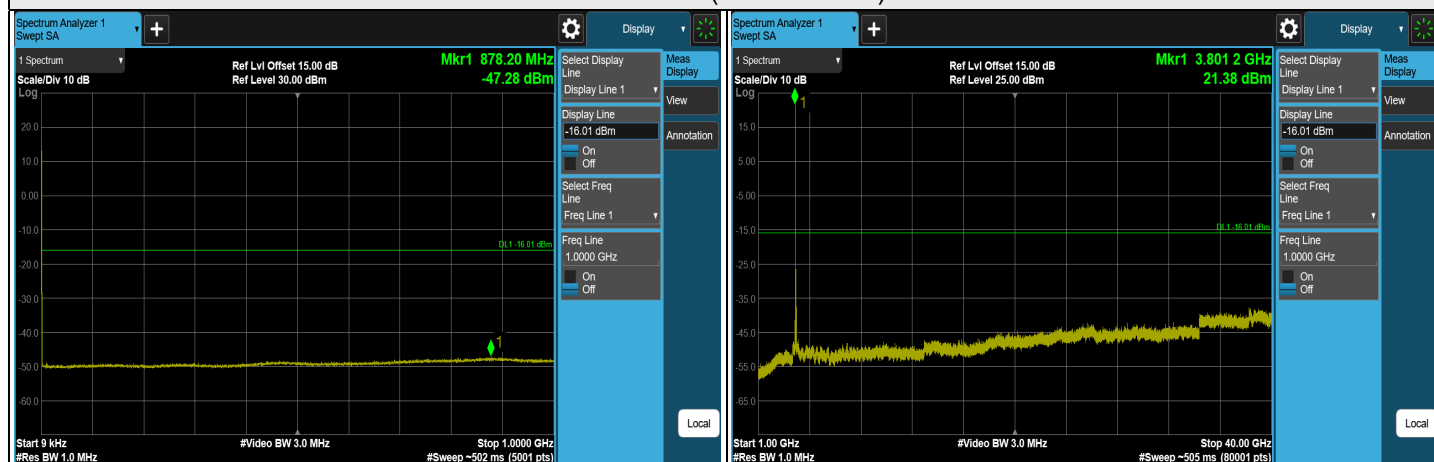 Spectrum Analyzer 1
Swept SA
+
Display
1 Spectrum
Scale/Div 10 dB
Ref Lvl Offset 15.00 dB
Ref Level 30.00 dBm
Mkr1 878.20 MHz
-47.28 dBm
Log
20.0
10.0
0.00
-10.0
-20.0
-30.0
-40.0
-50.0
-60.0
DL1 -16.01 dBm
1
Start 9 kHz
#Res BW 1.0 MHz
#Video BW 3.0 MHz
Stop 1.0000 GHz
#Sweep ~502 ms (5001 pts)
Select Display
Line
Display Line 1
Display Line
-16.01 dBm
On
Off
Select Freq
Line
Freq Line 1
Freq Line
1.0000 GHz
On
Off
Meas
Display
View
Annotation
Local
Spectrum Analyzer 1
Swept SA
+
Display
1 Spectrum
Scale/Div 10 dB
Ref Lvl Offset 15.00 dB
Ref Level 25.00 dBm
Mkr1 3.801 2 GHz
21.38 dBm
Log
1
15.0
5.00
-5.00
-15.0
-25.0
-35.0
-45.0
-55.0
-65.0
DL1 -16.01 dBm
Start 1.00 GHz
#Res BW 1.0 MHz
#Video BW 3.0 MHz
Stop 40.00 GHz
#Sweep ~505 ms (80001 pts)
Select Display
Line
Display Line 1
Display Line
-16.01 dBm
On
Off
Select Freq
Line
Freq Line 1
Freq Line
1.0000 GHz
On
Off
Meas
Display
View
Annotation
Local